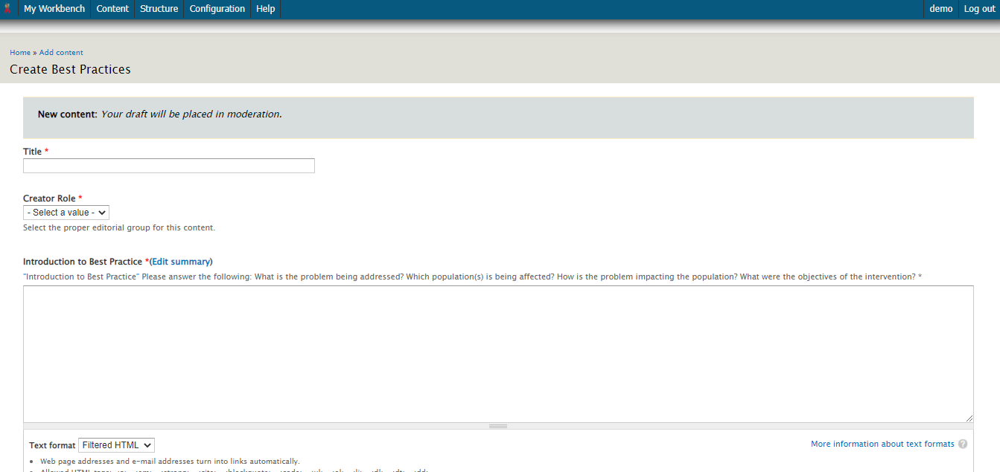 My Workbench Content Structure Configuration Help demo Log out
Home » Add content
Create Best Practices
New content: Your draft will be placed in moderation.
Title *
Creator Role *
- Select a value -
Select the proper editorial group for this content.
Introduction to Best Practice *(Edit summary)
"Introduction to Best Practice" Please answer the following: What is the problem being addressed? Which population(s) is being affected? How is the problem impacting the population? What were the objectives of the intervention? *
Text format Filtered HTML More information about text formats ?
• Web page addresses and e-mail addresses turn into links automatically.
• Allowed HTML tags: